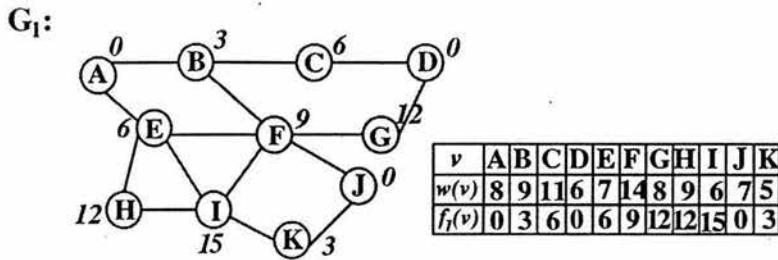 G₁:
0 3 6 0
A B C D
6 E 9 F 12 G
J 0
12 H I K
15 3
v A B C D E F G H I J K
w(v) 8 9 11 6 7 14 8 9 6 7 5
f₁(v) 0 3 6 0 6 9 12 12 15 0 3